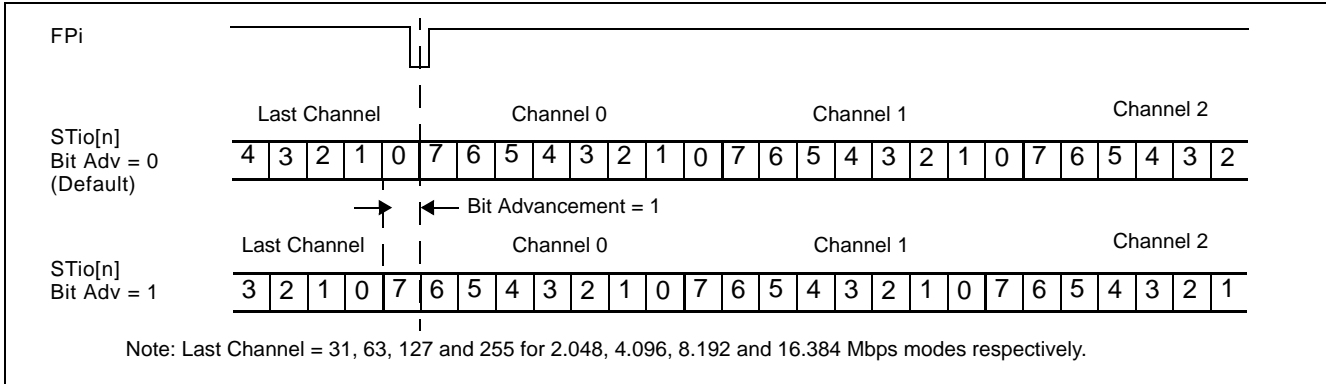 FPi
Last Channel Channel 0 Channel 1 Channel 2
STio[n]
Bit Adv = 0
(Default)
4 3 2 1 0 7 6 5 4 3 2 1 0 7 6 5 4 3 2 1 0 7 6 5 4 3 2
Bit Advancement = 1
Last Channel Channel 0 Channel 1 Channel 2
STio[n]
Bit Adv = 1
3 2 1 0 7 6 5 4 3 2 1 0 7 6 5 4 3 2 1 0 7 6 5 4 3 2 1
Note: Last Channel = 31, 63, 127 and 255 for 2.048, 4.096, 8.192 and 16.384 Mbps modes respectively.